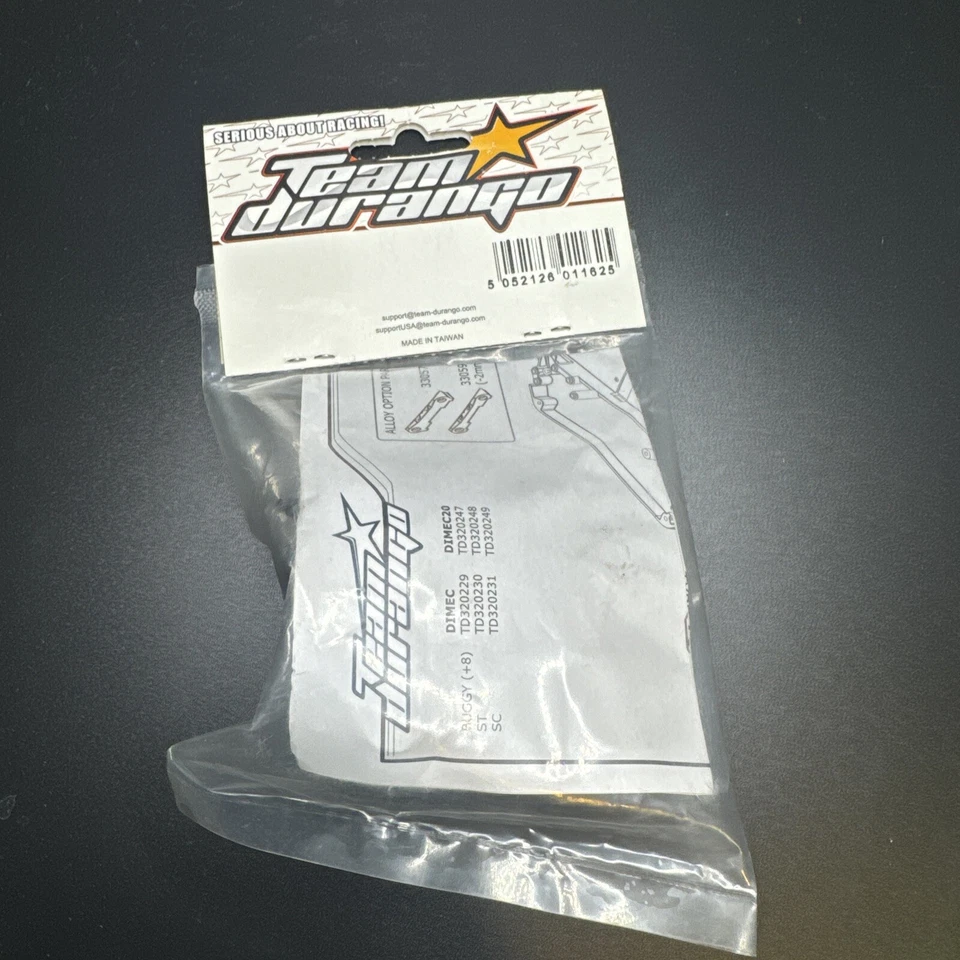 SERIOUS ABOUT RACING!
Team
durango
5 052126 011625
support@team-durango.com
supportUSA@team-durango.com
MADE IN TAIWAN
ALLOY OPTION
(-2mm
Team
durango
DIMEC DIMEC20
BUGGY (+8) TD320229 TD320247
ST TD320230 TD320248
SC TD320231 TD320249